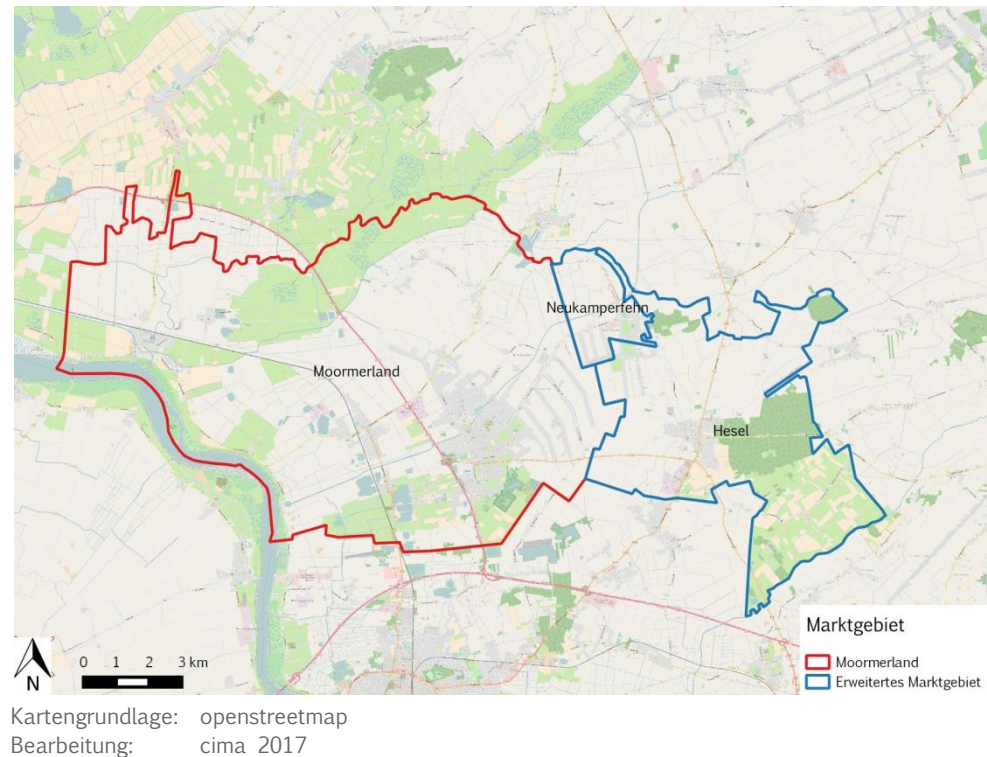 Neukamperfehn
Moormerland
Hesel
Marktgebiet
Moormerland
Erweitertes Marktgebiet
0 1 2 3 km
N
Kartengrundlage: openstreetmap
Bearbeitung: cima 2017